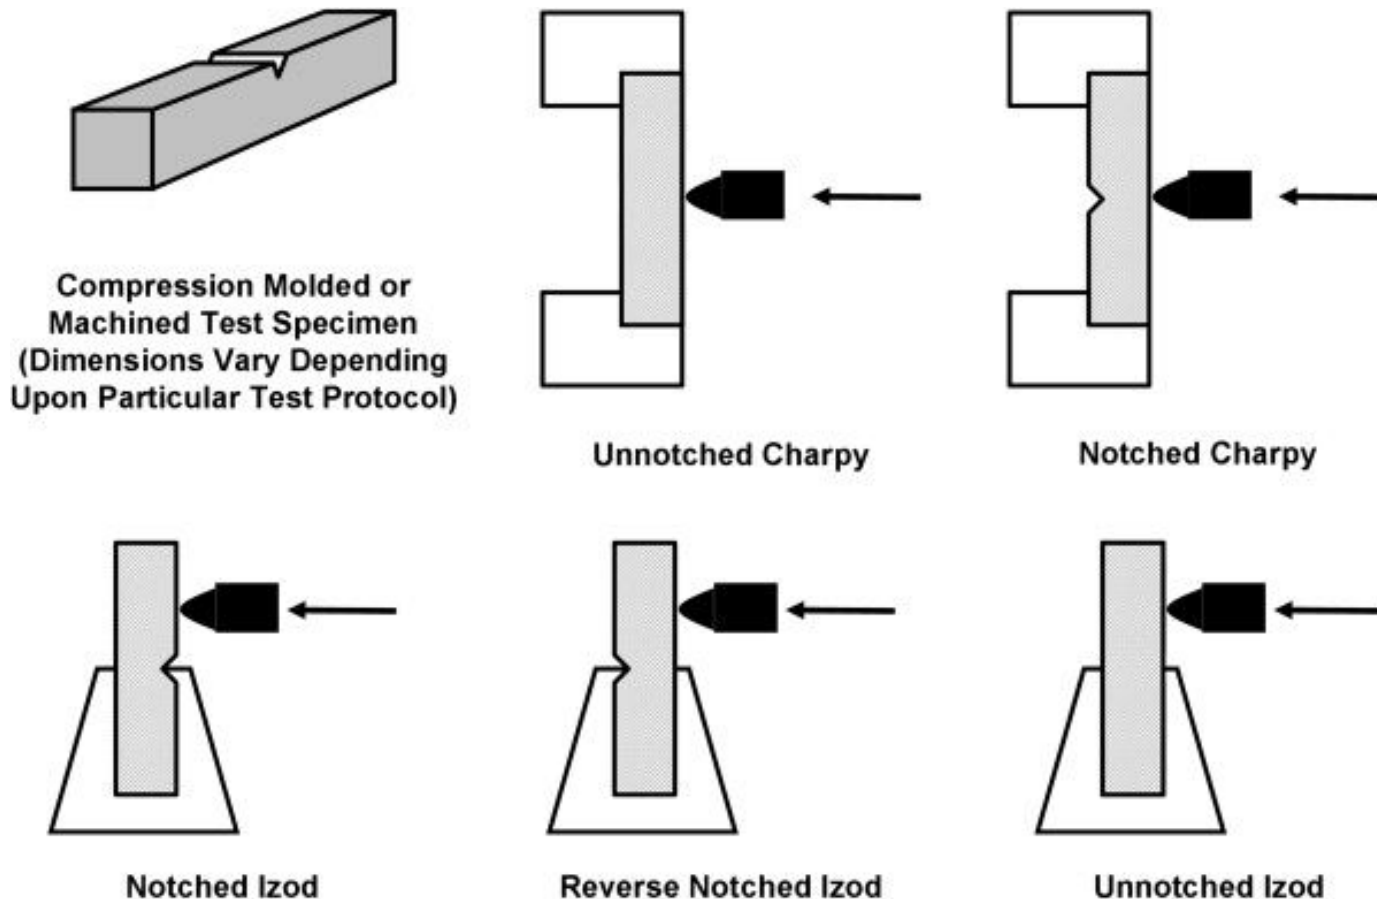 Compression Molded or
Machined Test Specimen
(Dimensions Vary Depending
Upon Particular Test Protocol)
Unnotched Charpy
Notched Charpy
Notched Izod
Reverse Notched Izod
Unnotched Izod